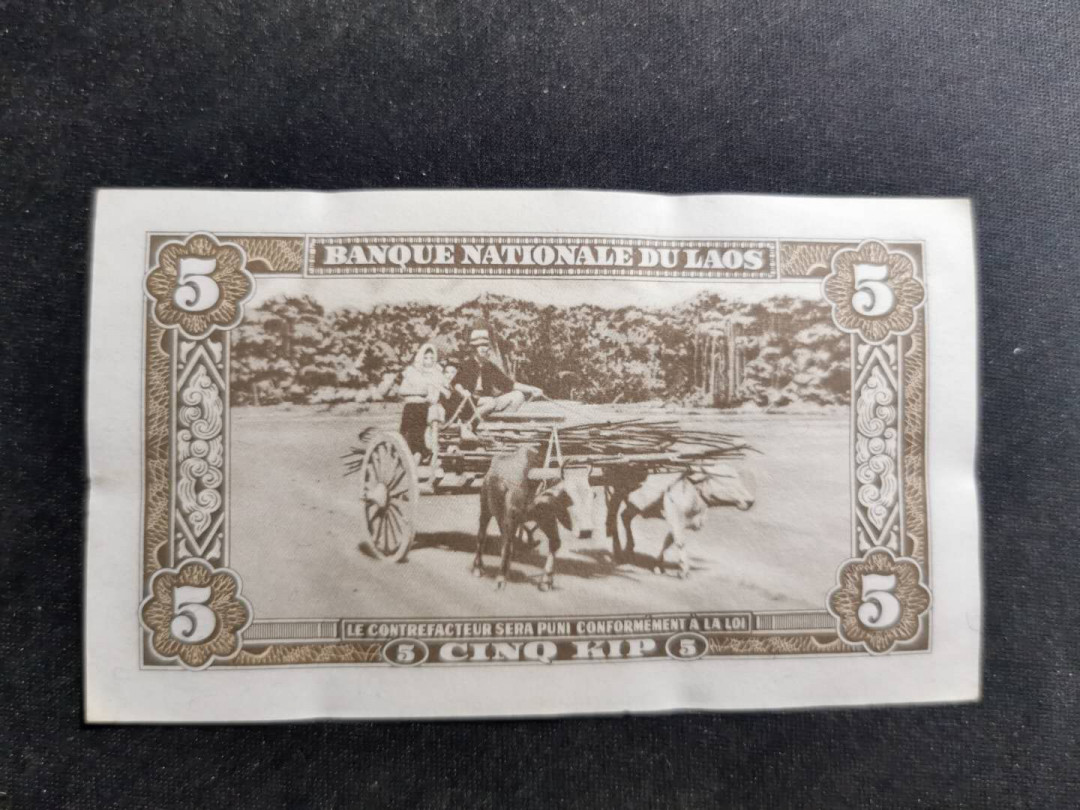 BANQUE NATIONALE DU LAOS
5 5
5 5
LE CONTREFACTEUR SERA PUNI CONFORMÉMENT À LA LOI
5 CINQ KIP 5